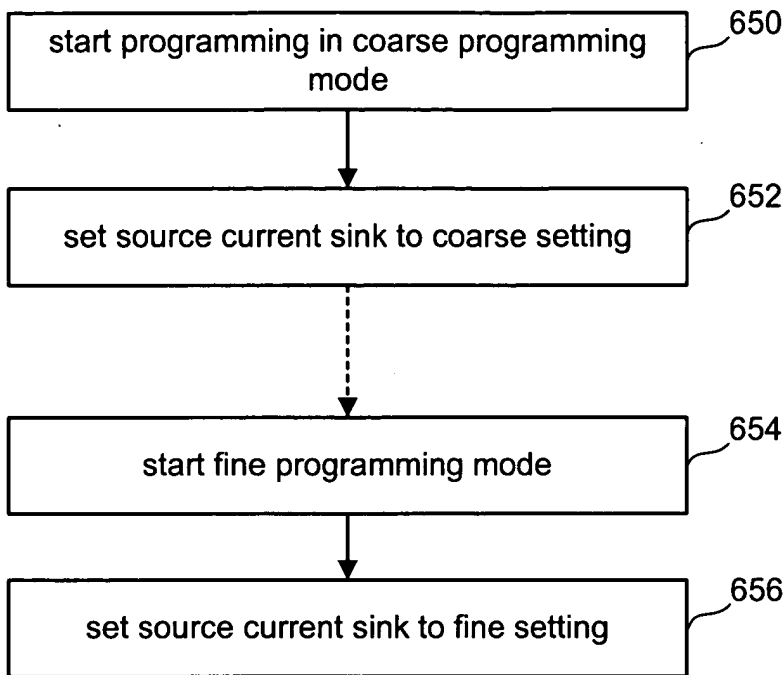 650
start programming in coarse programming
mode
652
set source current sink to coarse setting
654
start fine programming mode
656
set source current sink to fine setting